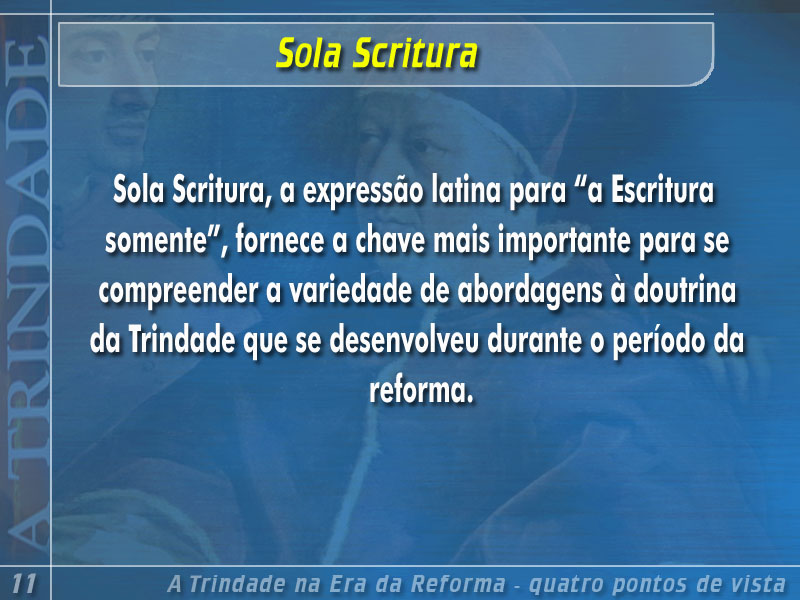 Sola Scritura
A TRINDADE
Sola Scritura, a expressão latina para “a Escritura
somente”, fornece a chave mais importante para se
compreender a variedade de abordagens à doutrina
da Trindade que se desenvolveu durante o período da
reforma.
11
A Trindade na Era da Reforma - quatro pontos de vista